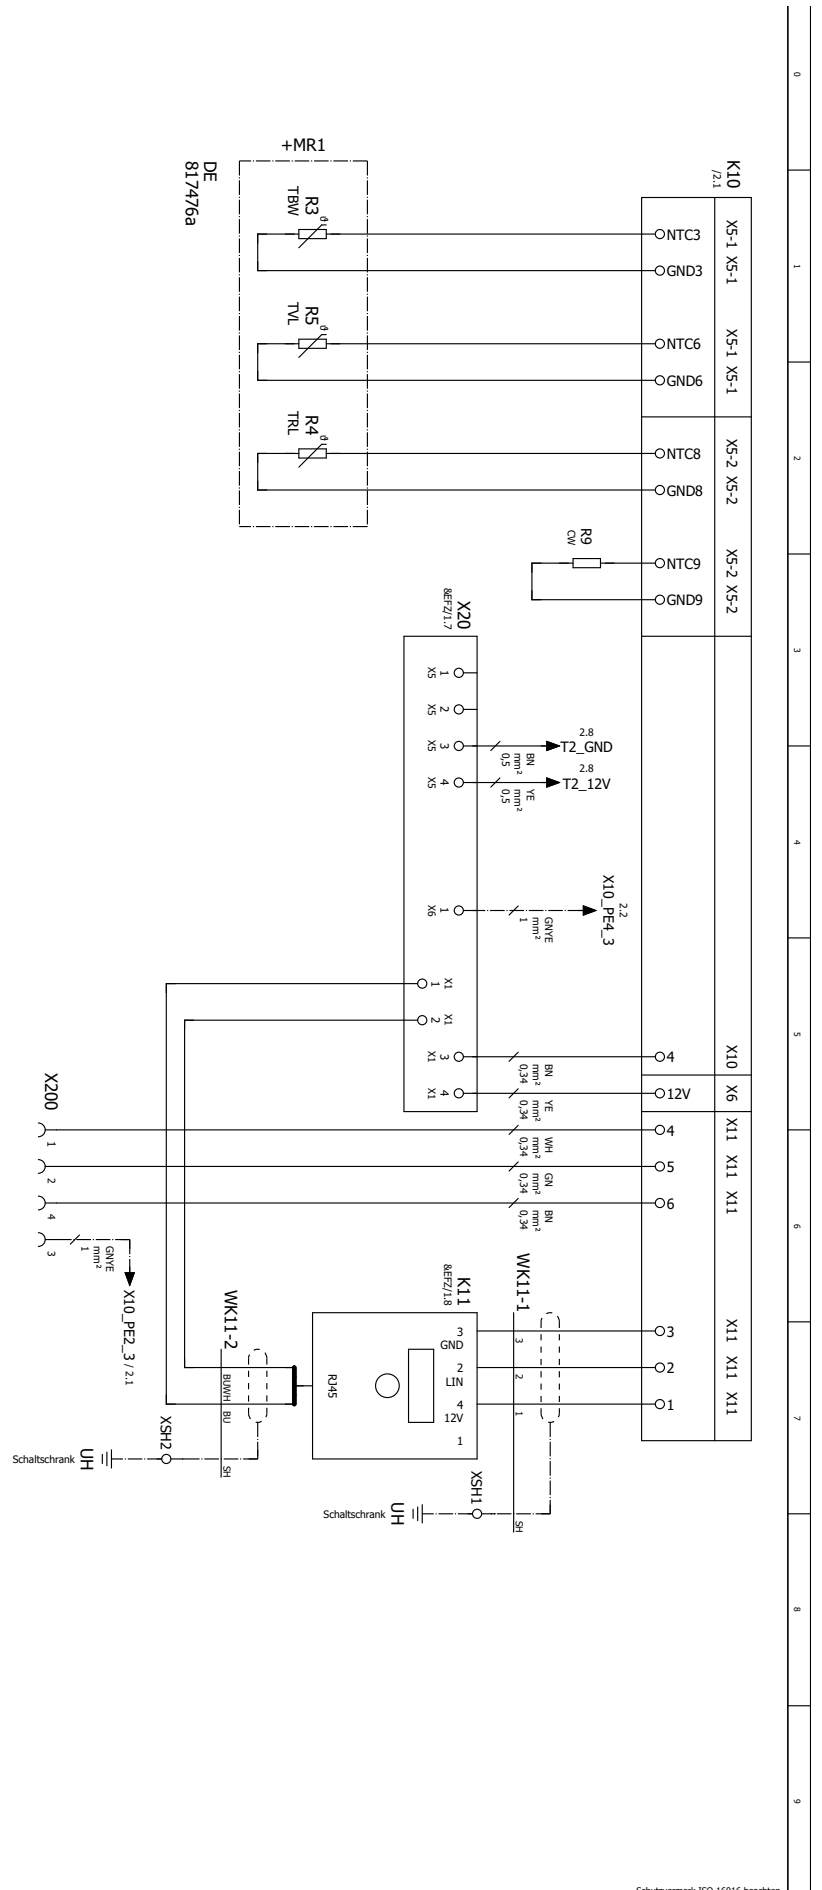 0
1
2
3
4
5
6
7
8
9
K10
/2.1
X5-1
X5-1
X5-1
X5-1
X5-2
X5-2
X5-2
X5-2
X10
X6
X11
X11
X11
X11
X11
X11
NTC3
GND3
NTC6
GND6
NTC8
GND8
NTC9
GND9
4
12V
4
5
6
3
2
1
+MR1
DE
817476a
R3
TBW
ϑ
R5
TVL
ϑ
R4
TRL
ϑ
R9
CW
X20
&EFZ/1.7
X5 1
X5 2
X5 3
X5 4
X6 1
1 X1
2 X1
X1 3
X1 4
BN
mm²
0,5
2.8
T2_GND
YE
mm²
0,5
2.8
T2_12V
GNYE
mm²
1
2.2
X10_PE4_3
BN
mm²
0,34
YE
mm²
0,34
WH
mm²
0,34
GN
mm²
0,34
BN
mm²
0,34
X200
1
2
4
3
GNYE
mm²
1
X10_PE2_3 / 2.1
K11
&EFZ/1.8
3
GND
2
LIN
4
12V
1
RJ45
WK11-1
3
2
1
SH
WK11-2
BUWH
BU
SH
XSH1
UH
Schaltschrank
XSH2
UH
Schaltschrank